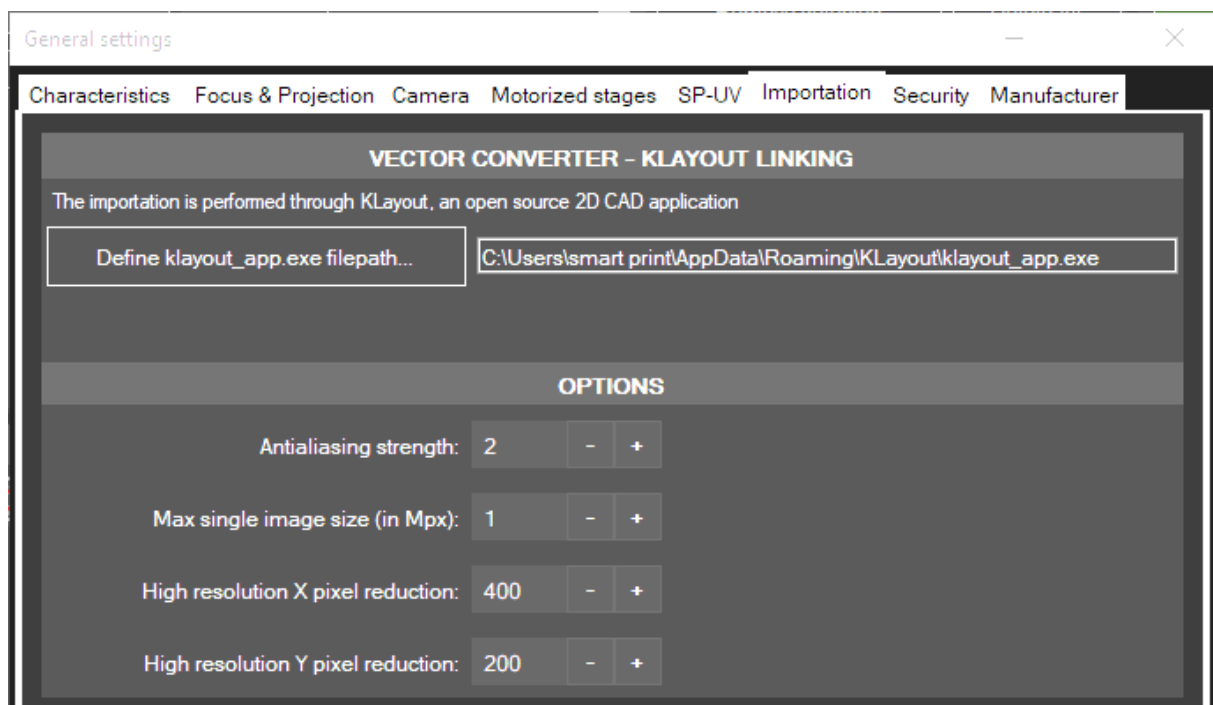 General settings
Characteristics Focus & Projection Camera Motorized stages SP-UV Importation Security Manufacturer
VECTOR CONVERTER - KLAYOUT LINKING
The importation is performed through KLayout, an open source 2D CAD application
Define klayout_app.exe filepath... C:\Users\smart print\AppData\Roaming\KLayout\klayout_app.exe
OPTIONS
Antialiasing strength: 2 - +
Max single image size (in Mpx): 1 - +
High resolution X pixel reduction: 400 - +
High resolution Y pixel reduction: 200 - +